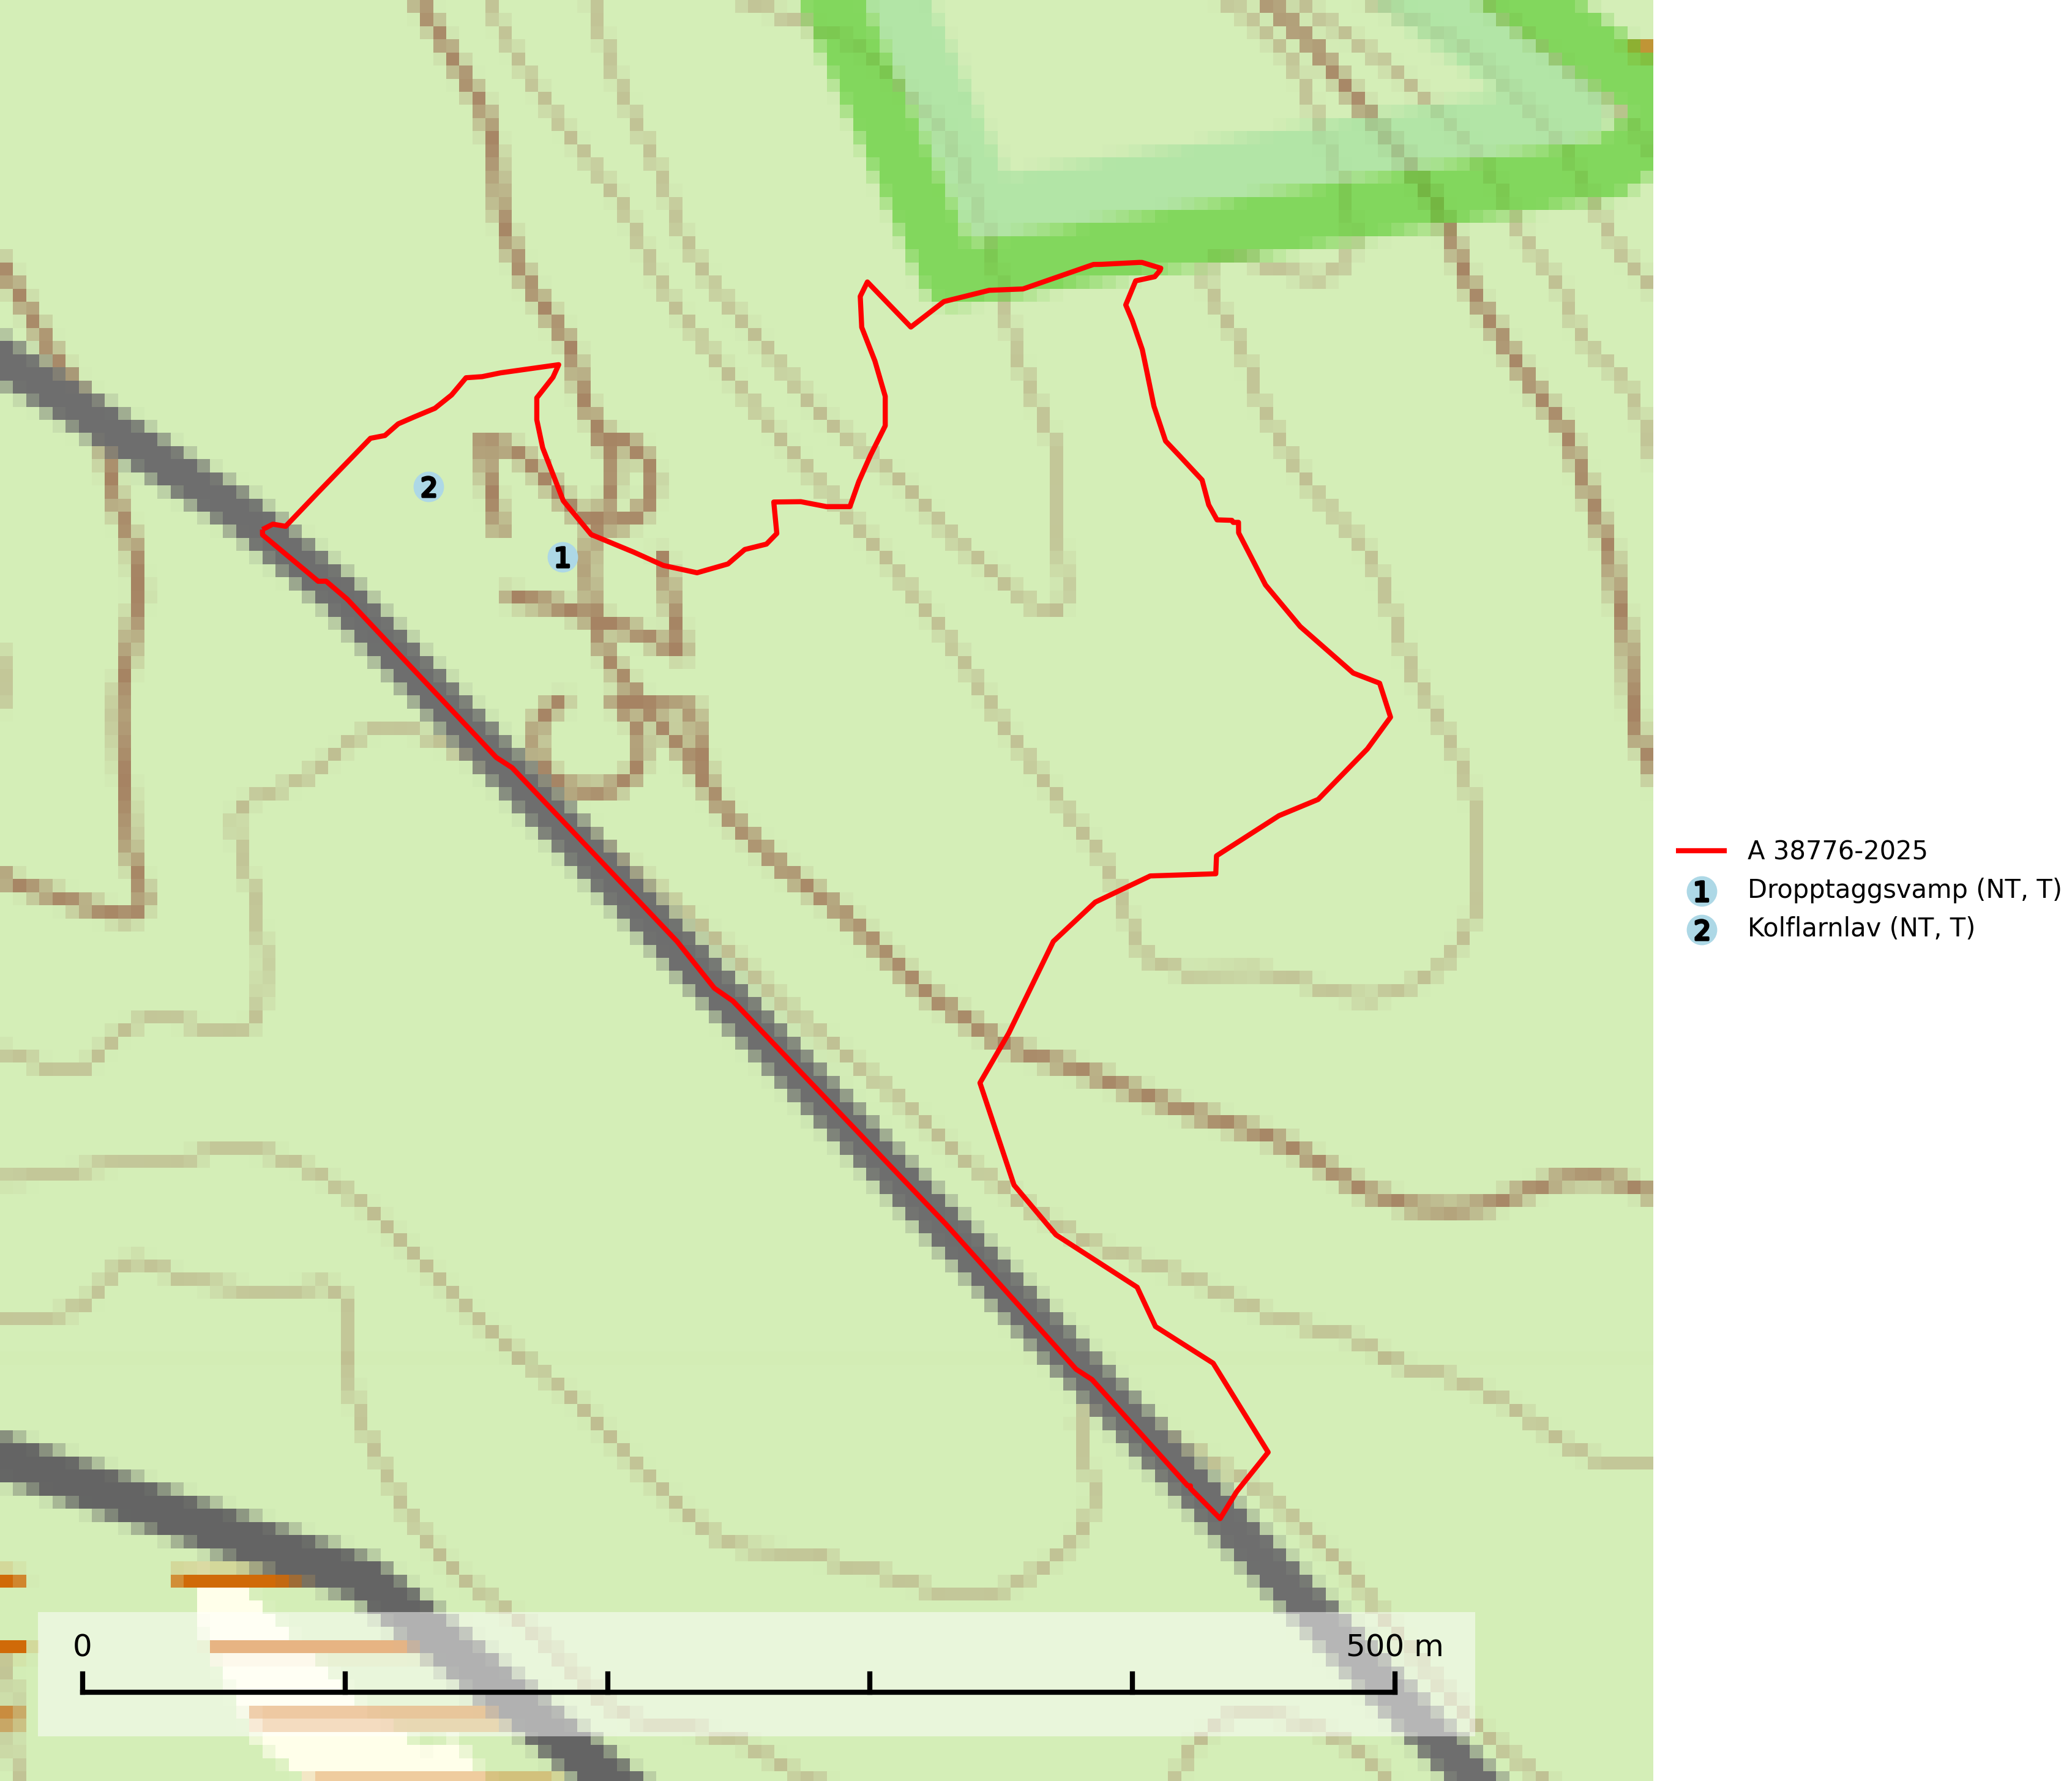 2
1
A 38776-2025
1 Dropptaggsvamp (NT, T)
2 Kolflarnlav (NT, T)
0 500 m